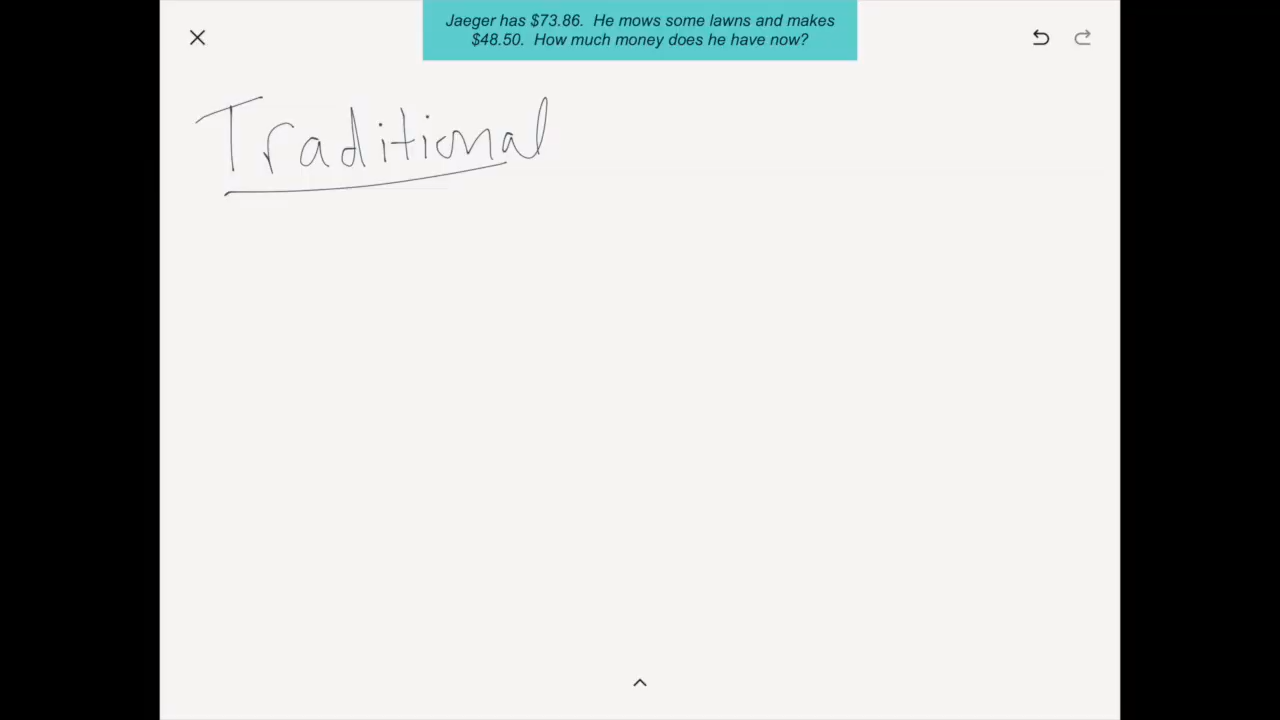 Jaeger has $73.86.  He mows some lawns and makes
$48.50.  How much money does he have now?
Traditional